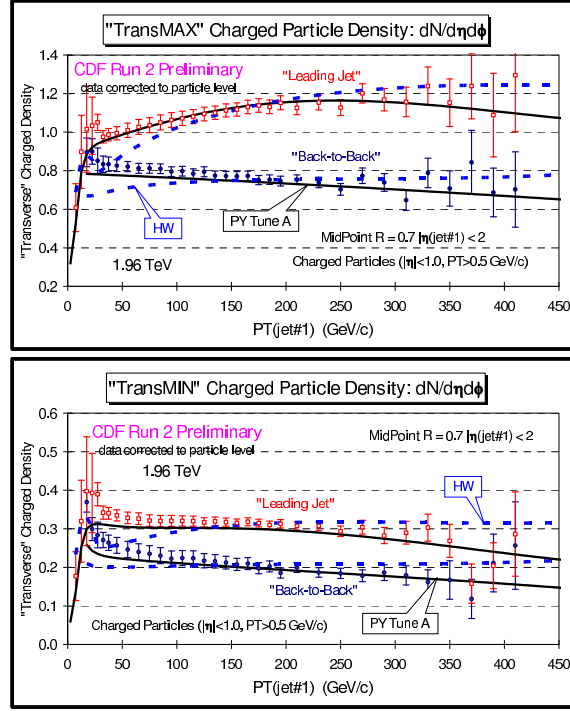 "TransMAX" Charged Particle Density: dN/dηdϕ
1.4
1.2
1.0
0.8
0.6
0.4
0.2
"Transverse" Charged Density
CDF Run 2 Preliminary
data corrected to particle level
"Leading Jet"
"Back-to-Back"
HW
PY Tune A
1.96 TeV
MidPoint R = 0.7 |η(jet#1) < 2
Charged Particles (|η|<1.0, PT>0.5 GeV/c)
0 50 100 150 200 250 300 350 400 450
PT(jet#1) (GeV/c)
"TransMIN" Charged Particle Density: dN/dηdϕ
0.6
0.5
0.4
0.3
0.2
0.1
0.0
"Transverse" Charged Density
CDF Run 2 Preliminary
data corrected to particle level
1.96 TeV
MidPoint R = 0.7 |η(jet#1) < 2
HW
"Leading Jet"
"Back-to-Back"
PY Tune A
Charged Particles (|η|<1.0, PT>0.5 GeV/c)
0 50 100 150 200 250 300 350 400 450
PT(jet#1) (GeV/c)